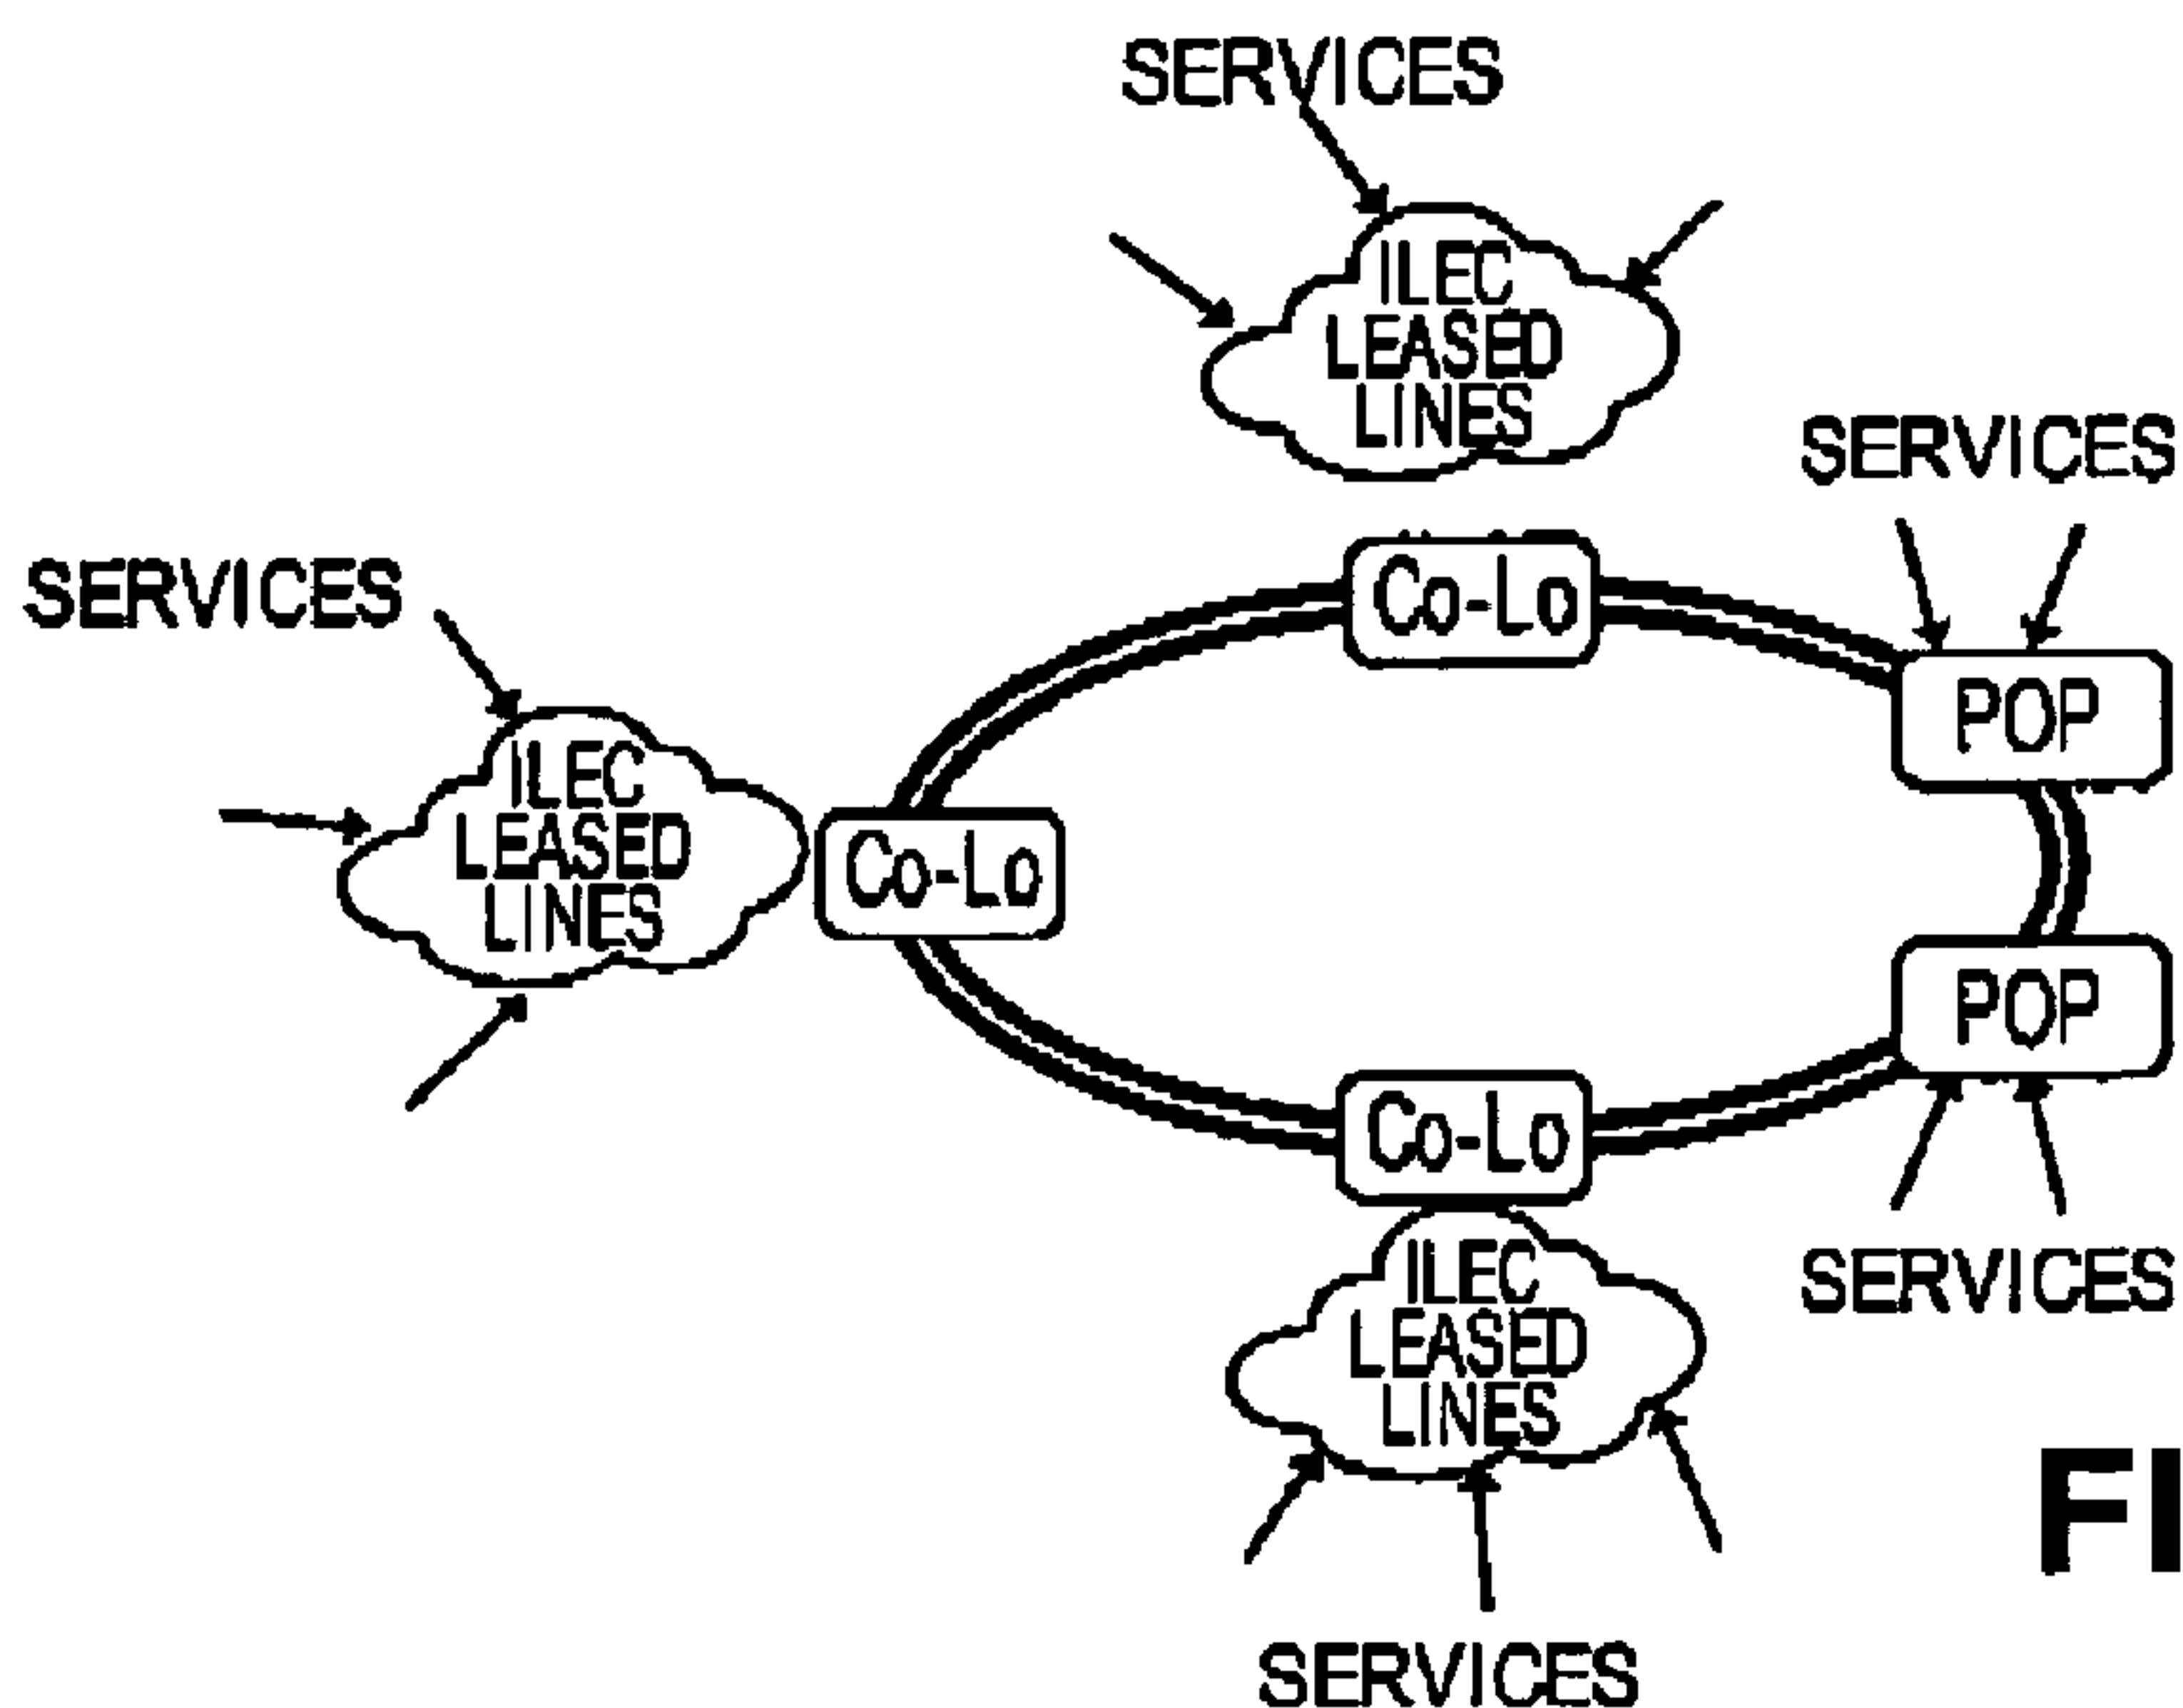 SERVICES
ILEC
LEASED
LINES
SERVICES
SERVICES
Co-Lo
POP
ILEC
LEASED
LINES
Co-Lo
POP
Co-Lo
ILEC
LEASED
LINES
SERVICES
FI
SERVICES